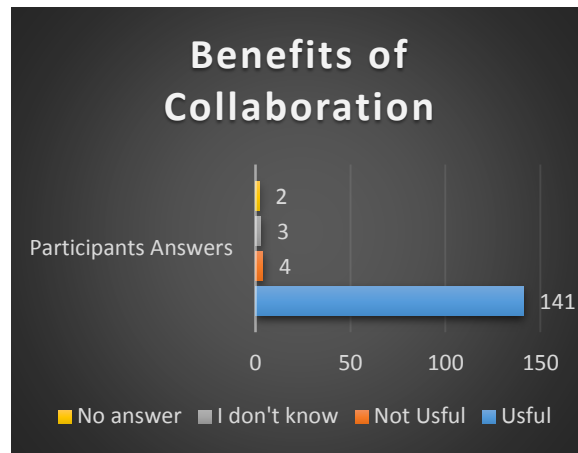 Benefits of
Collaboration
2
3
Participants Answers
4
141
0 50 100 150
No answer I don't know Not Usful Usful